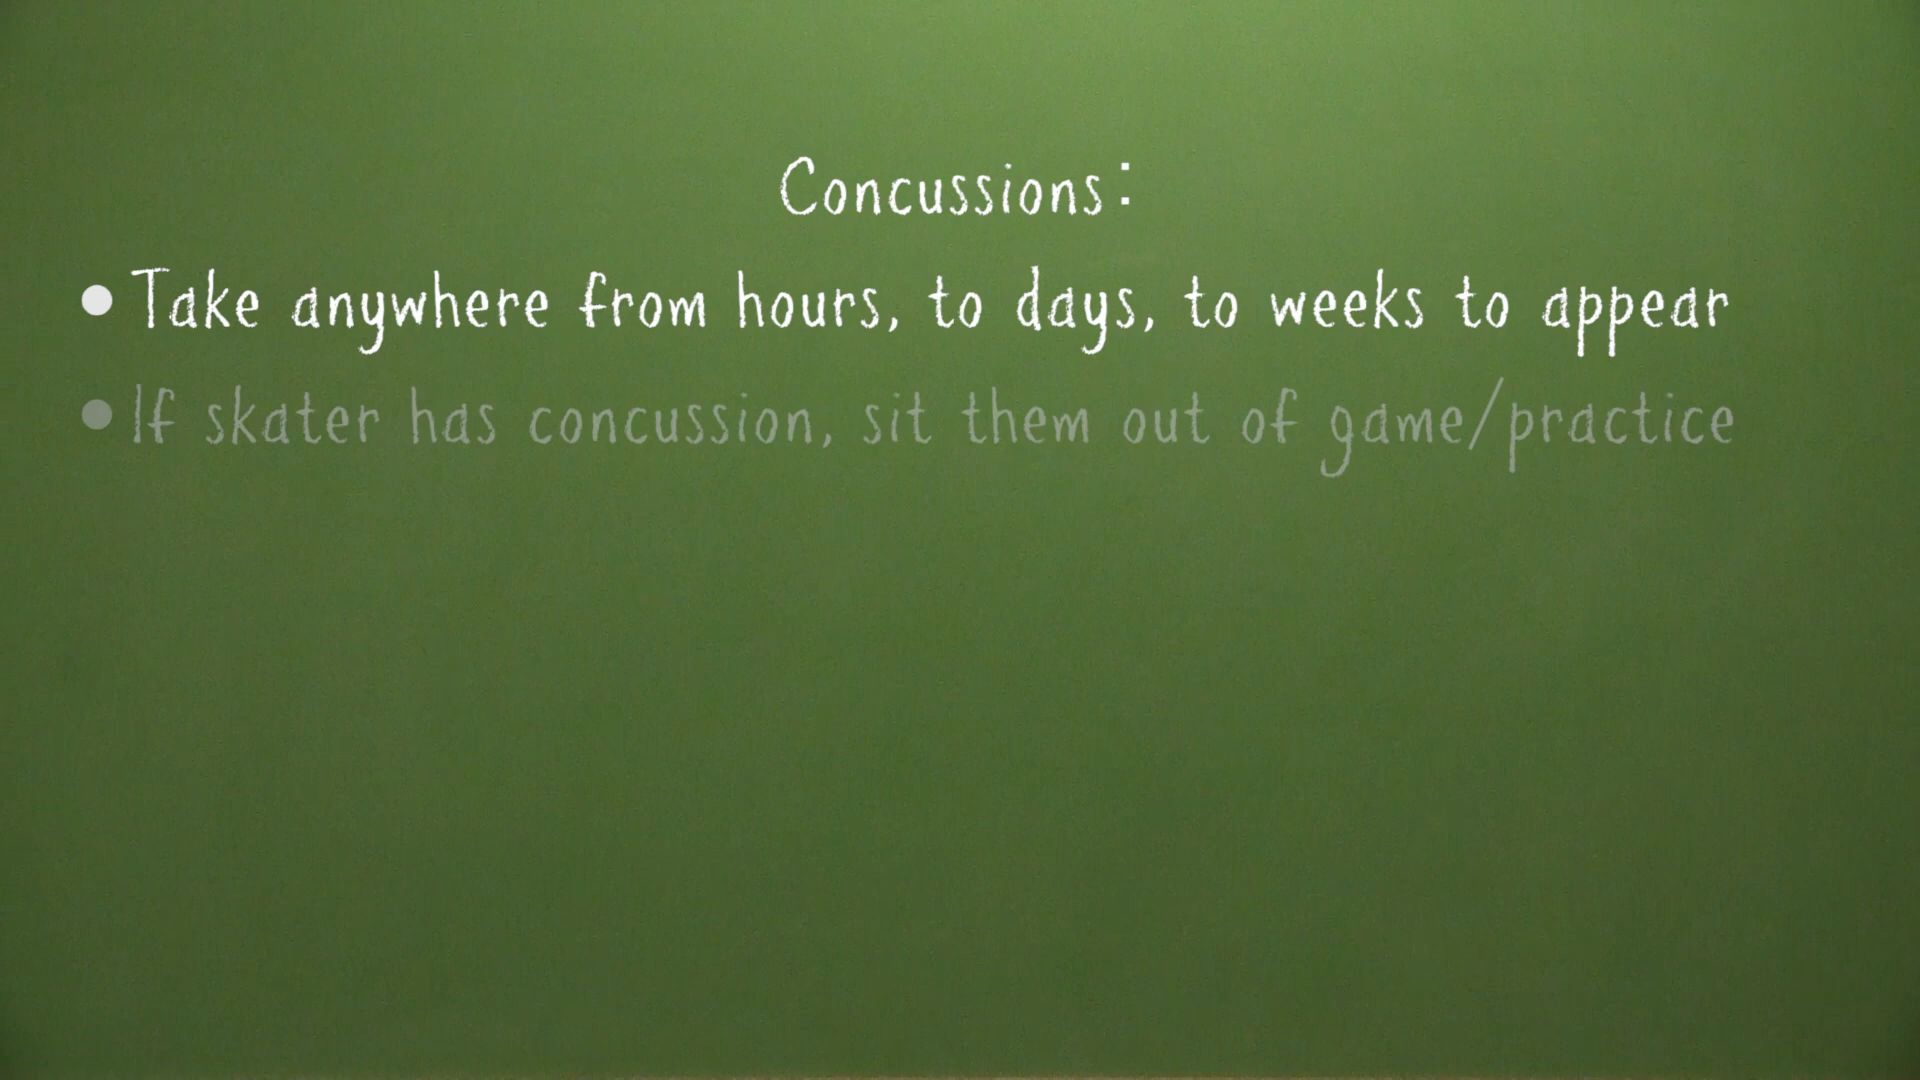 Concussions:
• Take anywhere from hours, to days, to weeks to appear
• If skater has concussion, sit them out of game/practice